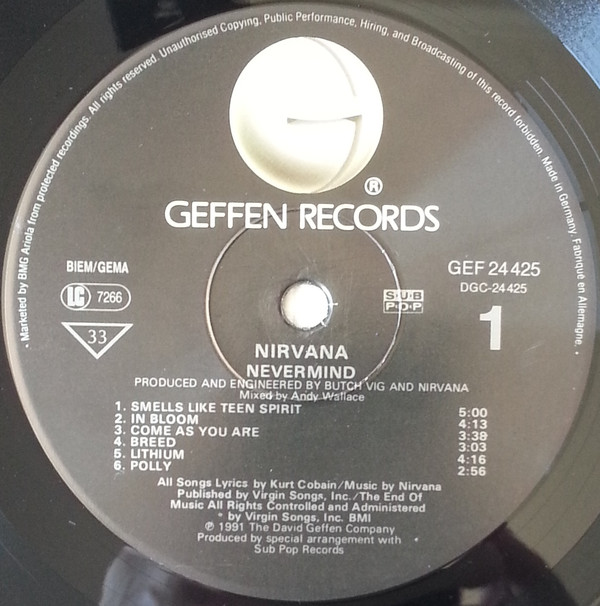 • Marketed by BMG Ariola from protected recordings. All rights reserved. Unauthorised Copying, Public Performance, Hiring, and Broadcasting of this record forbidden. Made in Germany. Fabriqué en Allemagne. •
®
GEFFEN RECORDS
BIEM/GEMA
GEF 24 425
DGC-24 425
LC 7266
SUB
POP
33
1
NIRVANA
NEVERMIND
PRODUCED AND ENGINEERED BY BUTCH VIG AND NIRVANA
Mixed by Andy Wallace
1. SMELLS LIKE TEEN SPIRIT 5:00
2. IN BLOOM 4:13
3. COME AS YOU ARE 3:39
4. BREED 3:03
5. LITHIUM 4:16
6. POLLY 2:56
All Songs Lyrics by Kurt Cobain/Music by Nirvana
Published by Virgin Songs, Inc./The End Of
Music All Rights Controlled and Administered
* by Virgin Songs, Inc. BMI
℗ 1991 The David Geffen Company
Produced by special arrangement with
Sub Pop Records